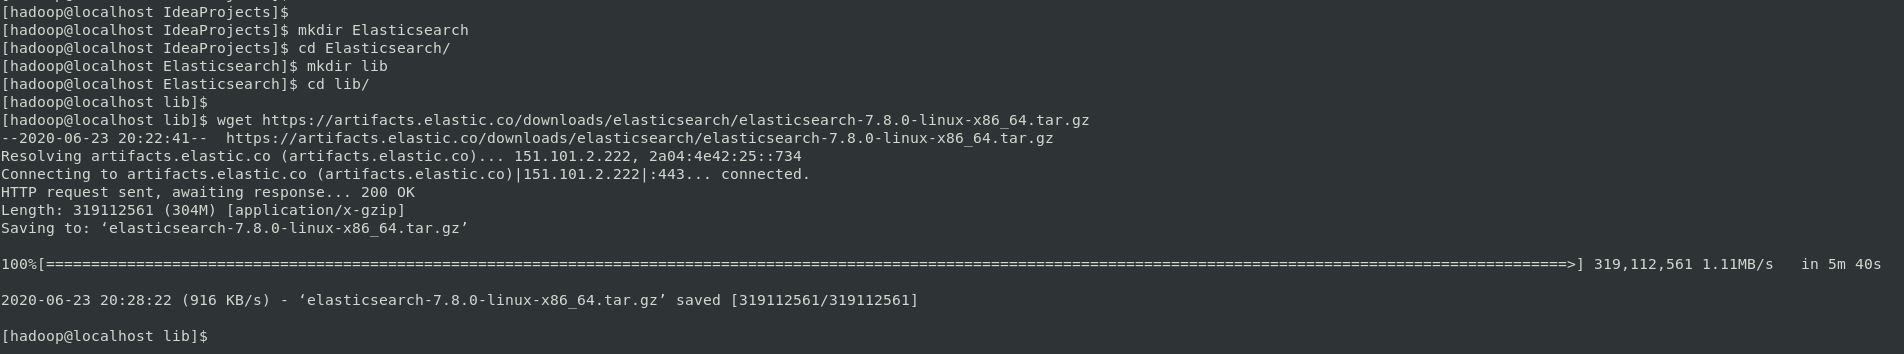 [hadoop@localhost IdeaProjects]$
[hadoop@localhost IdeaProjects]$ mkdir Elasticsearch
[hadoop@localhost IdeaProjects]$ cd Elasticsearch/
[hadoop@localhost Elasticsearch]$ mkdir lib
[hadoop@localhost Elasticsearch]$ cd lib/
[hadoop@localhost lib]$
[hadoop@localhost lib]$ wget https://artifacts.elastic.co/downloads/elasticsearch/elasticsearch-7.8.0-linux-x86_64.tar.gz
--2020-06-23 20:22:41--  https://artifacts.elastic.co/downloads/elasticsearch/elasticsearch-7.8.0-linux-x86_64.tar.gz
Resolving artifacts.elastic.co (artifacts.elastic.co)... 151.101.2.222, 2a04:4e42:25::734
Connecting to artifacts.elastic.co (artifacts.elastic.co)|151.101.2.222|:443... connected.
HTTP request sent, awaiting response... 200 OK
Length: 319112561 (304M) [application/x-gzip]
Saving to: ‘elasticsearch-7.8.0-linux-x86_64.tar.gz’
100%[=========================================================================================================================================================================>] 319,112,561 1.11MB/s   in 5m 40s
2020-06-23 20:28:22 (916 KB/s) - ‘elasticsearch-7.8.0-linux-x86_64.tar.gz’ saved [319112561/319112561]
[hadoop@localhost lib]$